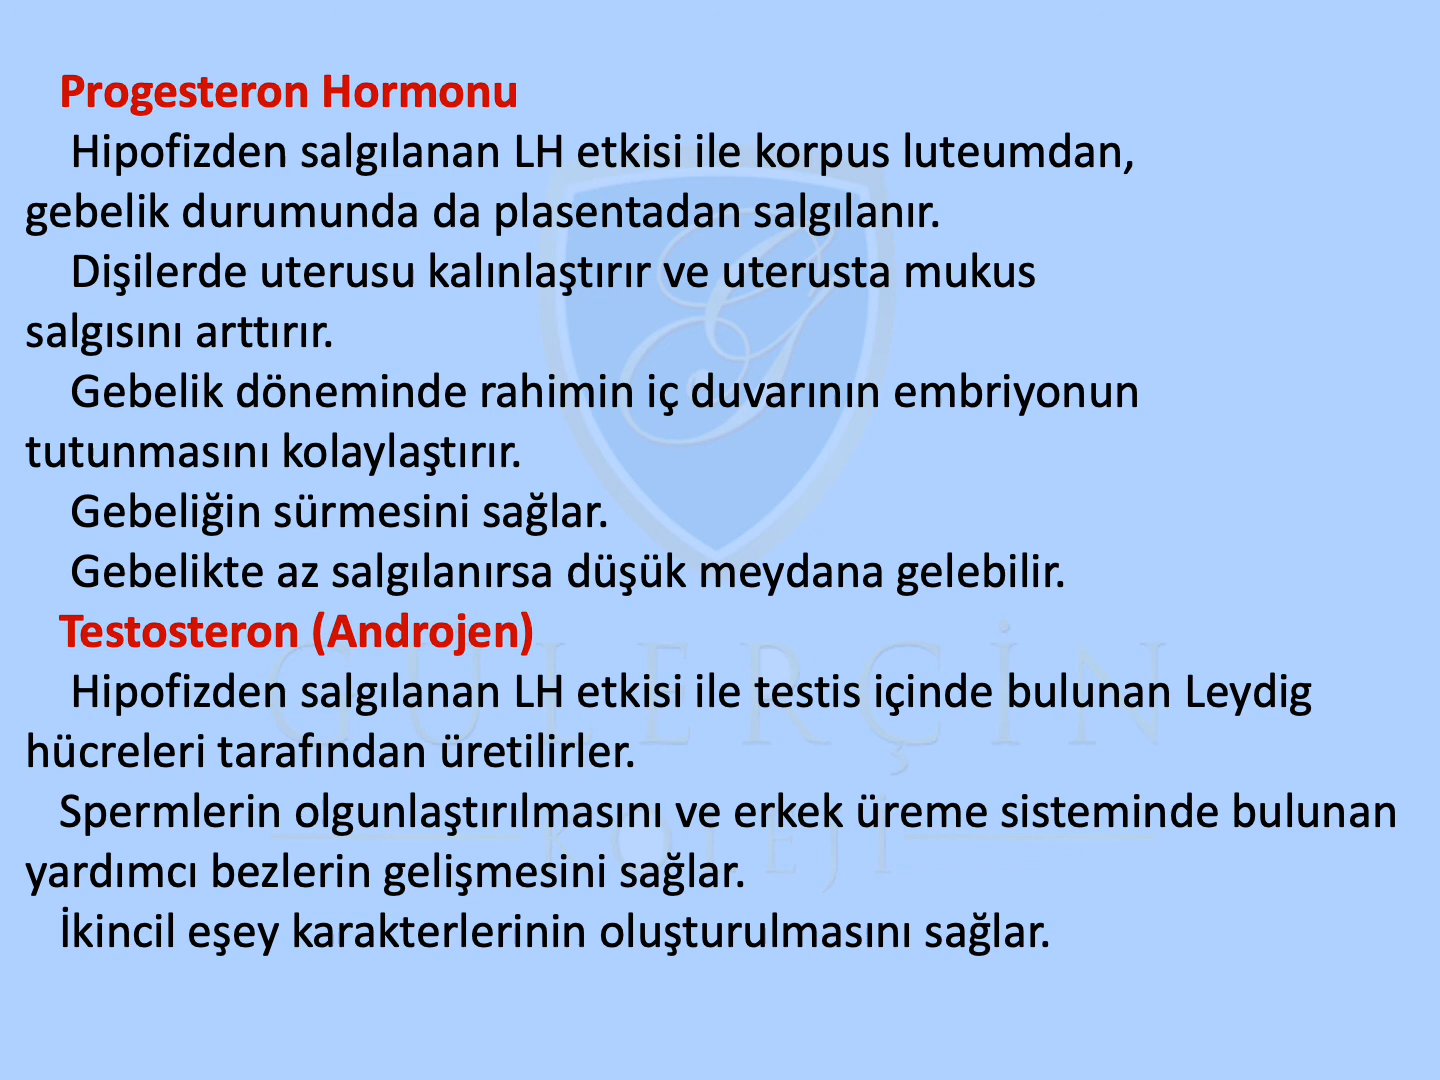 Progesteron Hormonu
Hipofizden salgılanan LH etkisi ile korpus luteumdan,
gebelik durumunda da plasentadan salgılanır.
Dişilerde uterusu kalınlaştırır ve uterusta mukus
salgısını arttırır.
Gebelik döneminde rahimin iç duvarının embriyonun
tutunmasını kolaylaştırır.
Gebeliğin sürmesini sağlar.
Gebelikte az salgılanırsa düşük meydana gelebilir.
Testosteron (Androjen)
Hipofizden salgılanan LH etkisi ile testis içinde bulunan Leydig
hücreleri tarafından üretilirler.
Spermlerin olgunlaştırılmasını ve erkek üreme sisteminde bulunan
yardımcı bezlerin gelişmesini sağlar.
İkincil eşey karakterlerinin oluşturulmasını sağlar.
G
GÜLERÇİN
KOLEJİ